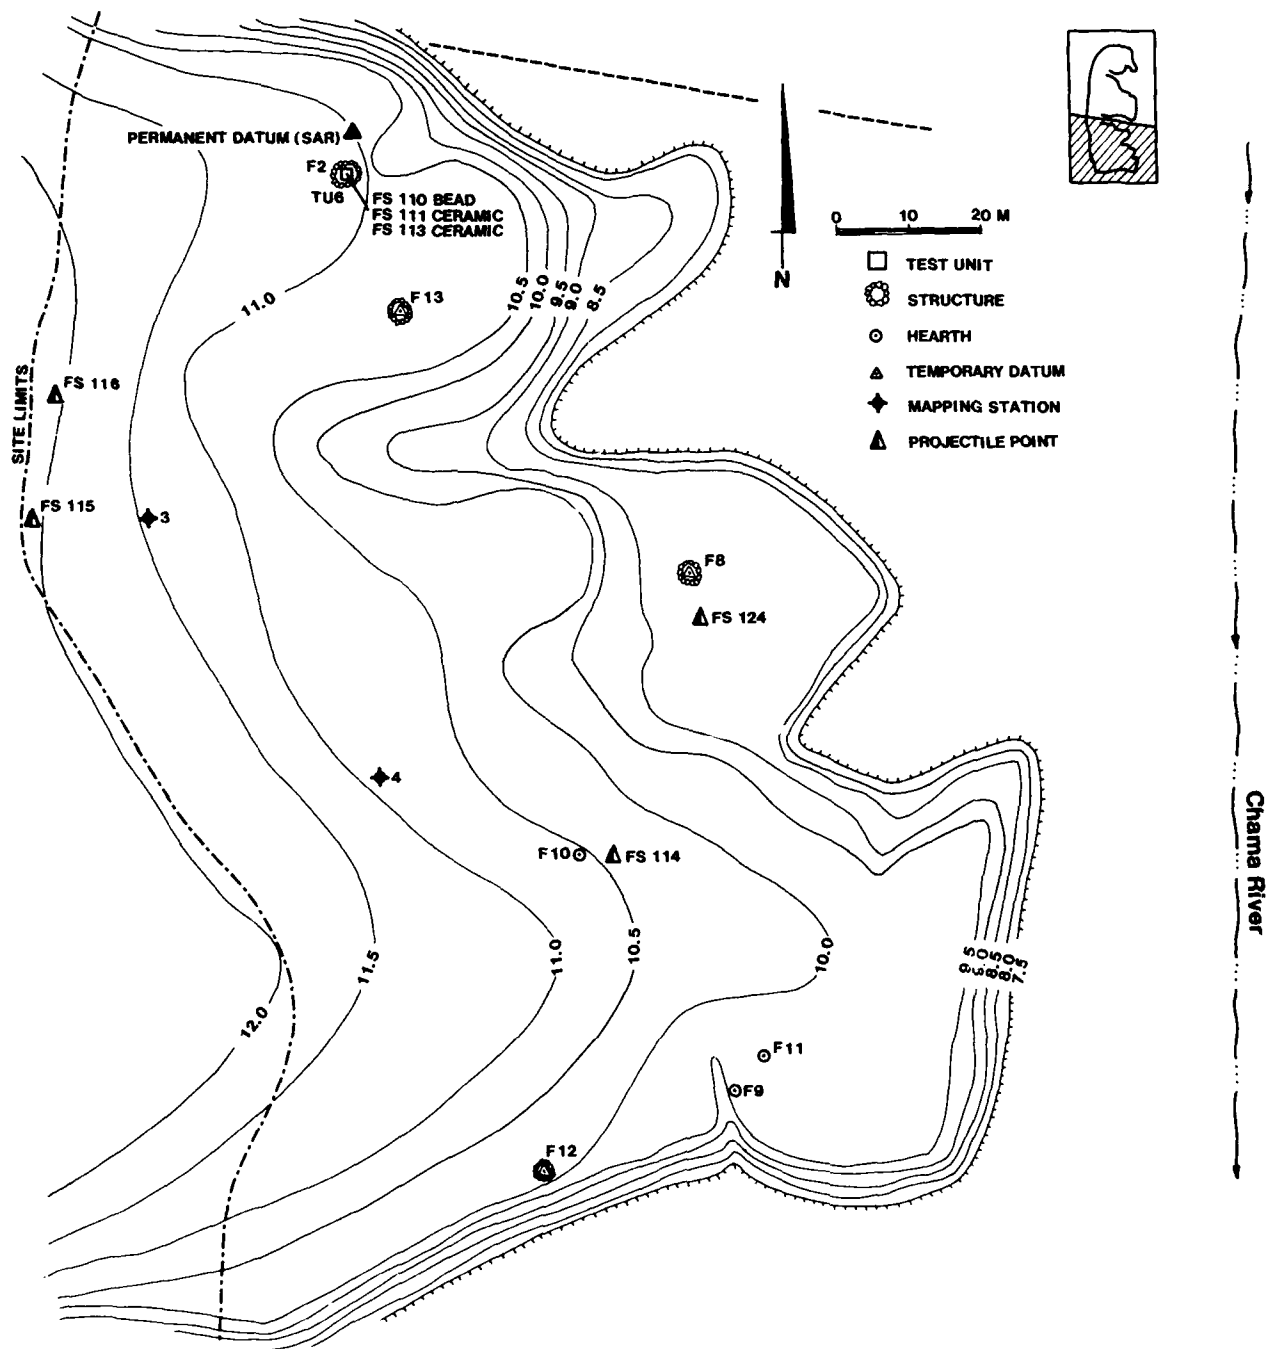 PERMANENT DATUM (SAR)
F2
TU6
FS 110 BEAD
FS 111 CERAMIC
FS 113 CERAMIC
0 10 20 M
N
TEST UNIT
STRUCTURE
HEARTH
TEMPORARY DATUM
MAPPING STATION
PROJECTILE POINT
10.5
10.0
9.5
9.0
8.5
11.0
F13
FS 116
SITE LIMITS
FS 115
3
F8
FS 124
4
Chama River
F10
FS 114
11.5
11.0
10.5
10.0
9.5
9.0
8.5
8.0
7.5
12.0
F11
F9
F12